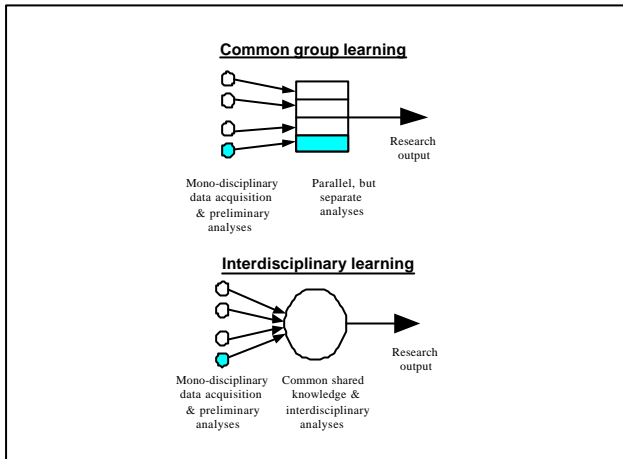 Common group learning
Research
output
Mono-disciplinary
data acquisition
& preliminary
analyses
Parallel, but
separate
analyses
Interdisciplinary learning
Research
output
Mono-disciplinary
data acquisition
& preliminary
analyses
Common shared
knowledge &
interdisciplinary
analyses